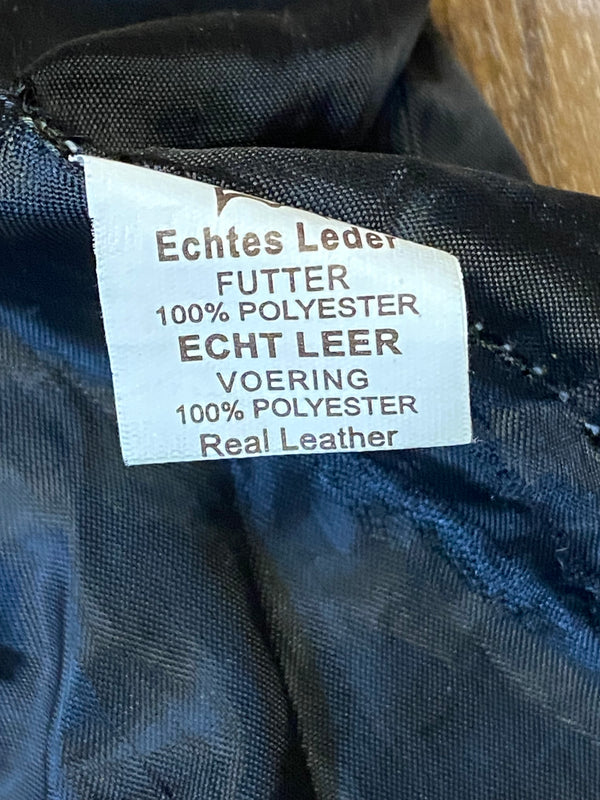 Echtes Leder
FUTTER
100% POLYESTER
ECHT LEER
VOERING
100% POLYESTER
Real Leather